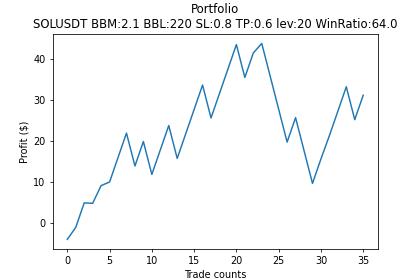 Portfolio
SOLUSDT BBM:2.1 BBL:220 SL:0.8 TP:0.6 lev:20 WinRatio:64.0
Profit ($)
40
30
20
10
0
0 5 10 15 20 25 30 35
Trade counts